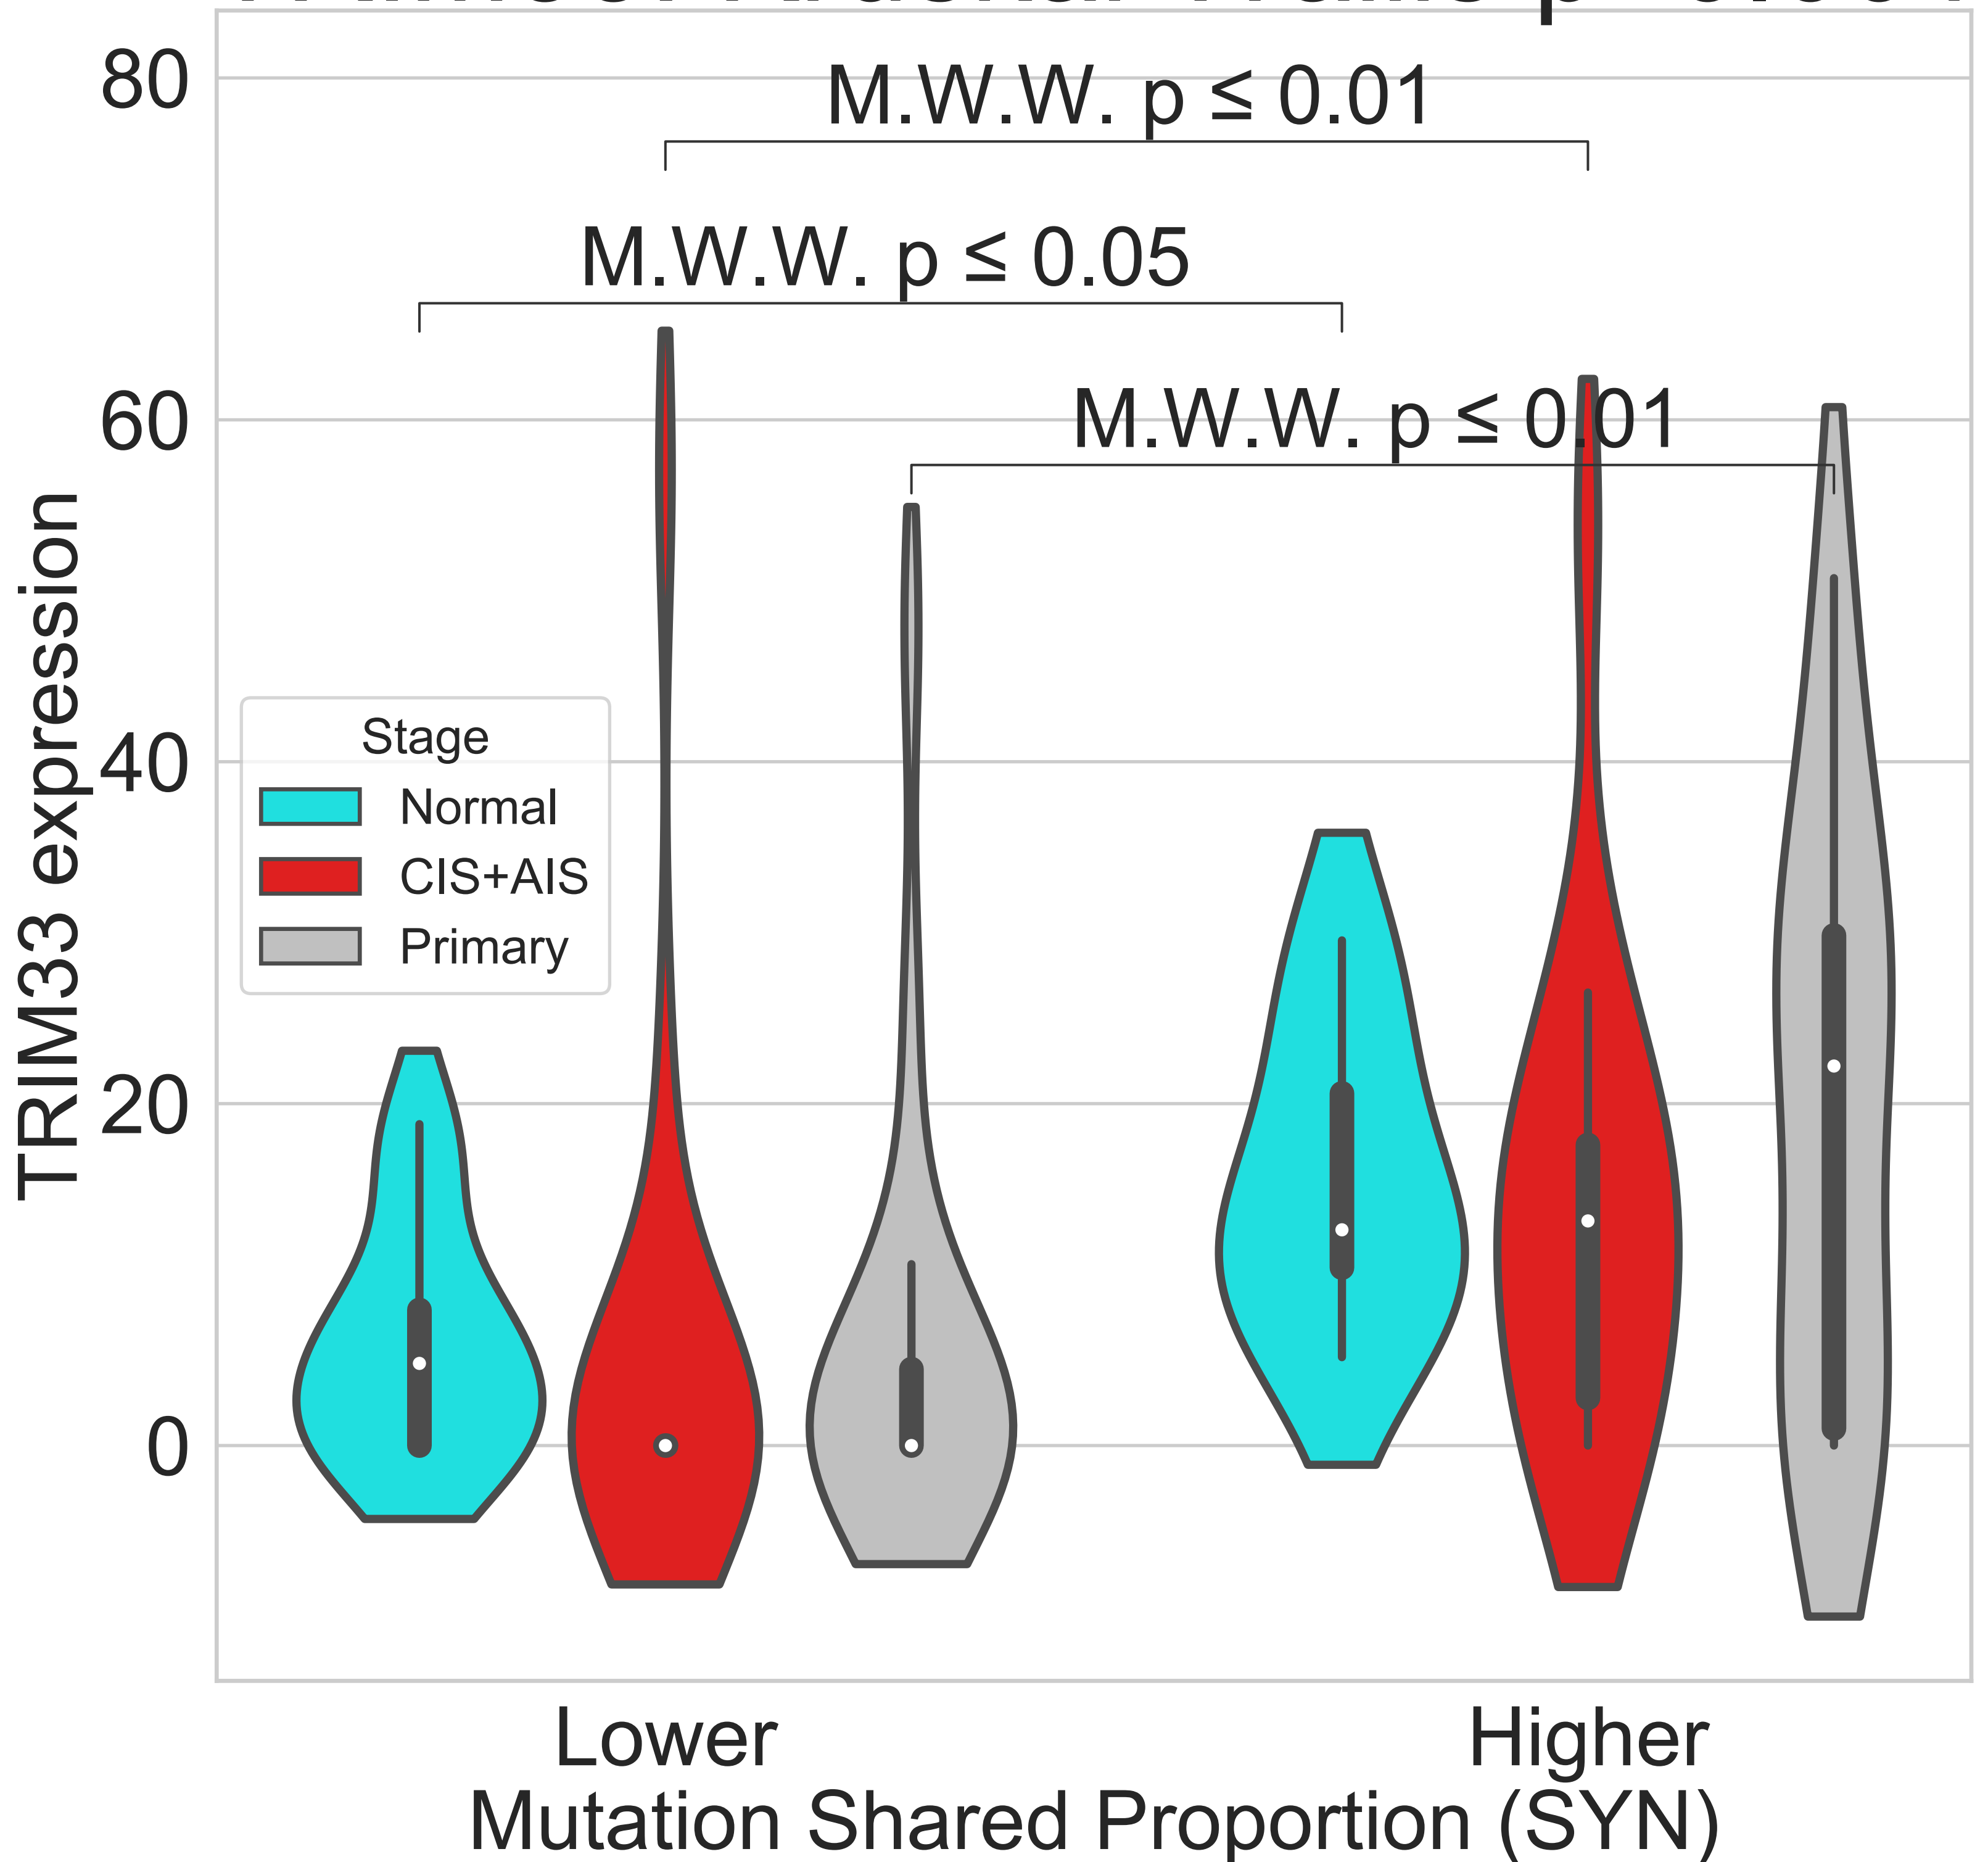 80
M.W.W. p ≤ 0.01
M.W.W. p ≤ 0.05
60
M.W.W. p ≤ 0.01
TRIM33 expression
40
Stage
Normal
CIS+AIS
Primary
20
0
Lower
Higher
Mutation Shared Proportion (SYN)